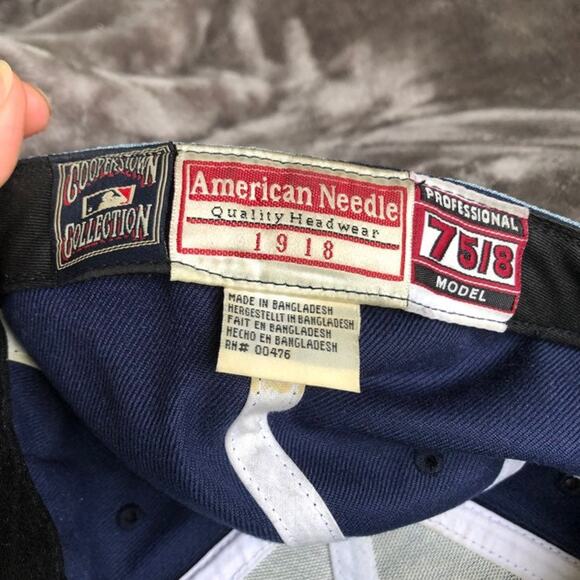 COOPERSTOWN
COLLECTION
American Needle
Quality Headwear
1918
PROFESSIONAL
7 5/8
MODEL
MADE IN BANGLADESH
HERGESTELLT IN BANGLADESH
FAIT EN BANGLADESH
HECHO EN BANGLADESH
RN# 00476